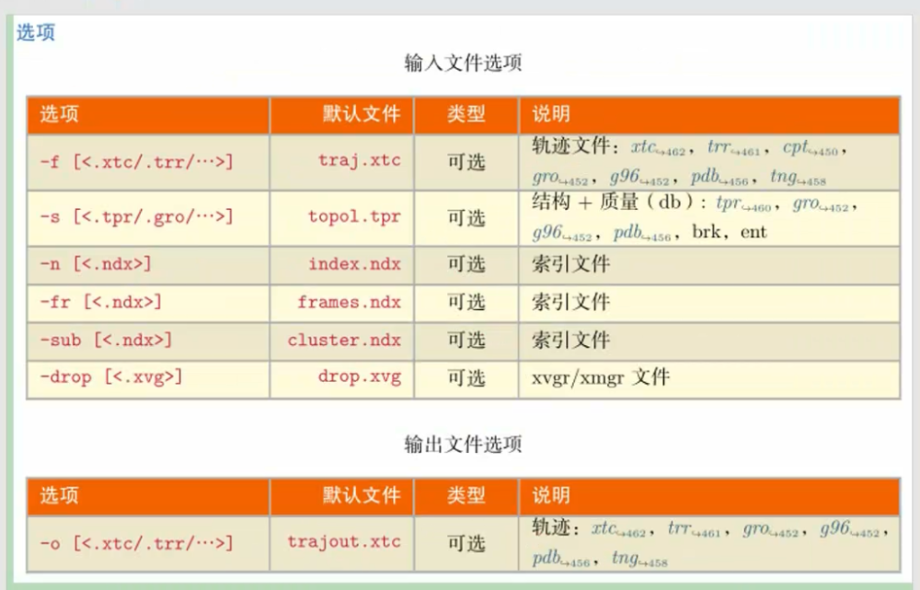 选项
输入文件选项
选项 默认文件 类型 说明
-f [<.xtc/.trr/···>] traj.xtc 可选 轨迹文件：xtc↪462，trr↪461，cpt↪450，
gro↪452，g96↪452，pdb↪456，tng↪458
-s [<.tpr/.gro/···>] topol.tpr 可选 结构 + 质量（db）：tpr↪460，gro↪452，
g96↪452，pdb↪456，brk，ent
-n [<.ndx>] index.ndx 可选 索引文件
-fr [<.ndx>] frames.ndx 可选 索引文件
-sub [<.ndx>] cluster.ndx 可选 索引文件
-drop [<.xvg>] drop.xvg 可选 xvgr/xmgr 文件
输出文件选项
选项 默认文件 类型 说明
-o [<.xtc/.trr/···>] trajout.xtc 可选 轨迹：xtc↪462，trr↪461，gro↪452，g96↪452，
pdb↪456，tng↪458